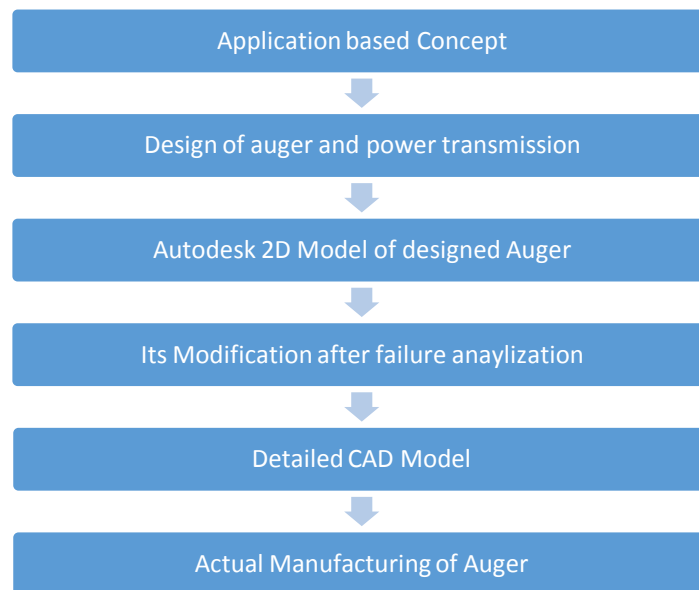 Application based Concept
Design of auger and power transmission
Autodesk 2D Model of designed Auger
Its Modification after failure anaylization
Detailed CAD Model
Actual Manufacturing of Auger